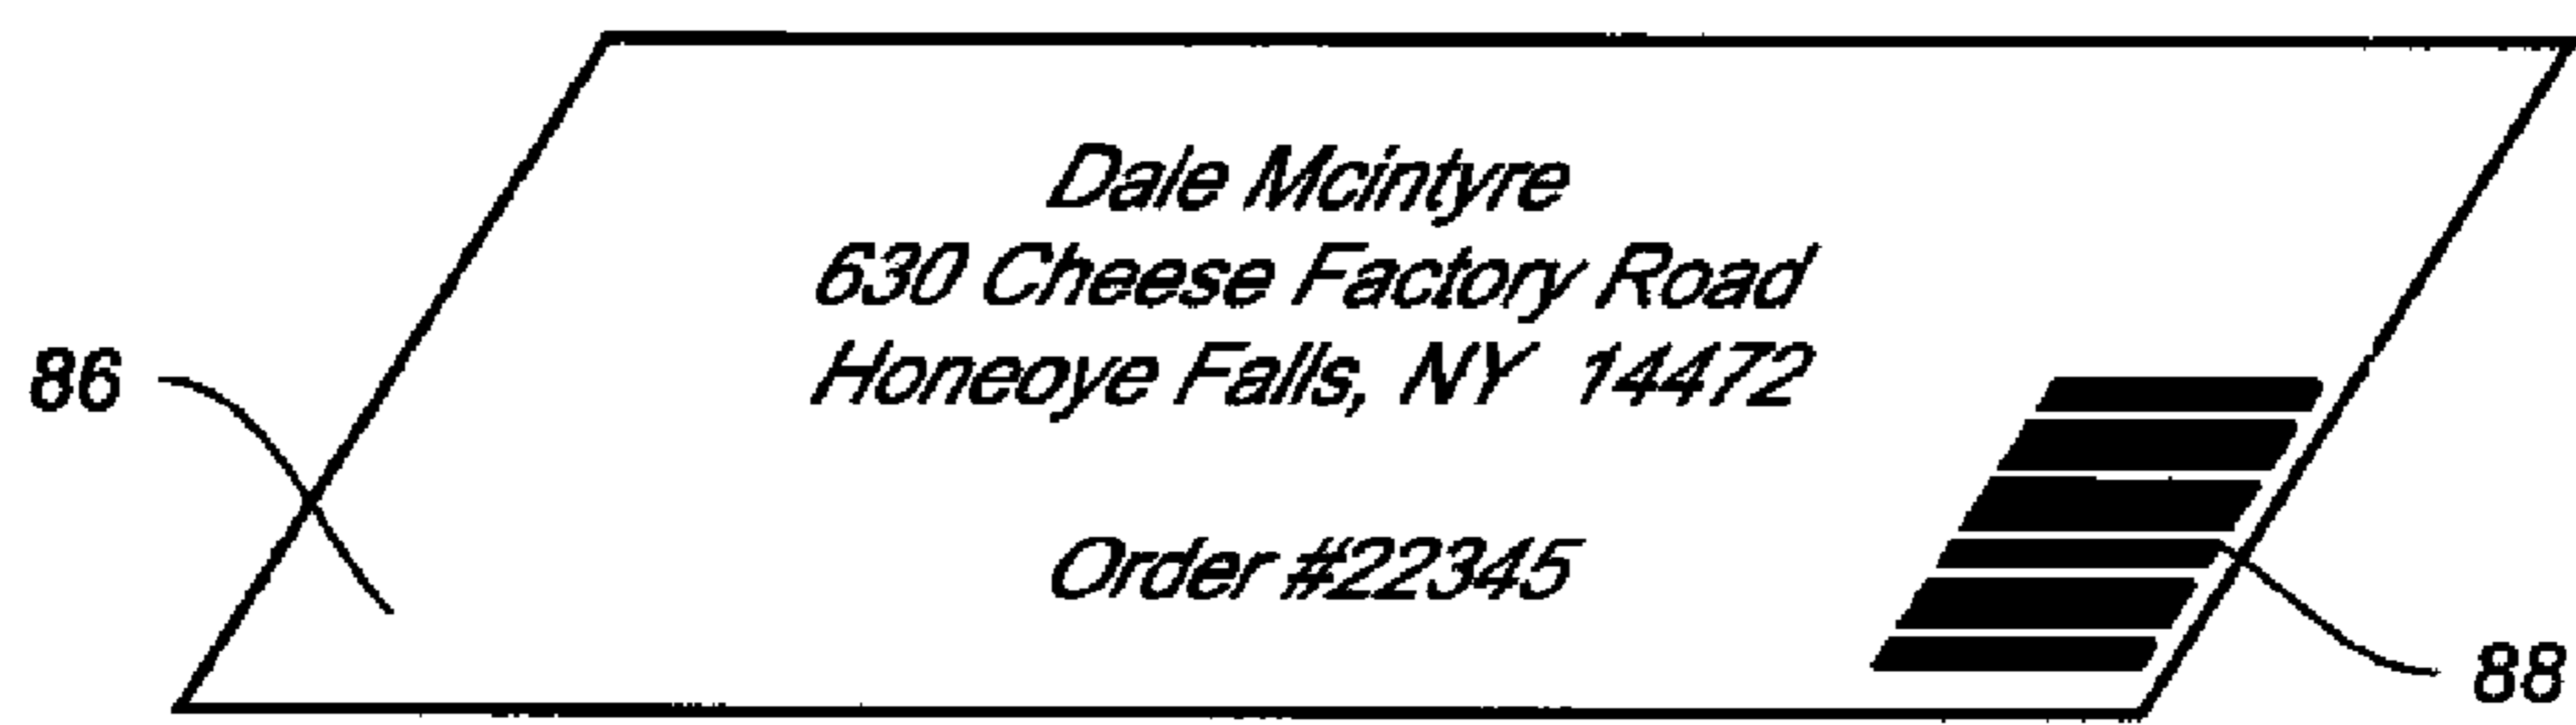 Dale Mcintyre
630 Cheese Factory Road
Honeoye Falls, NY 14472
86
Order #22345
88